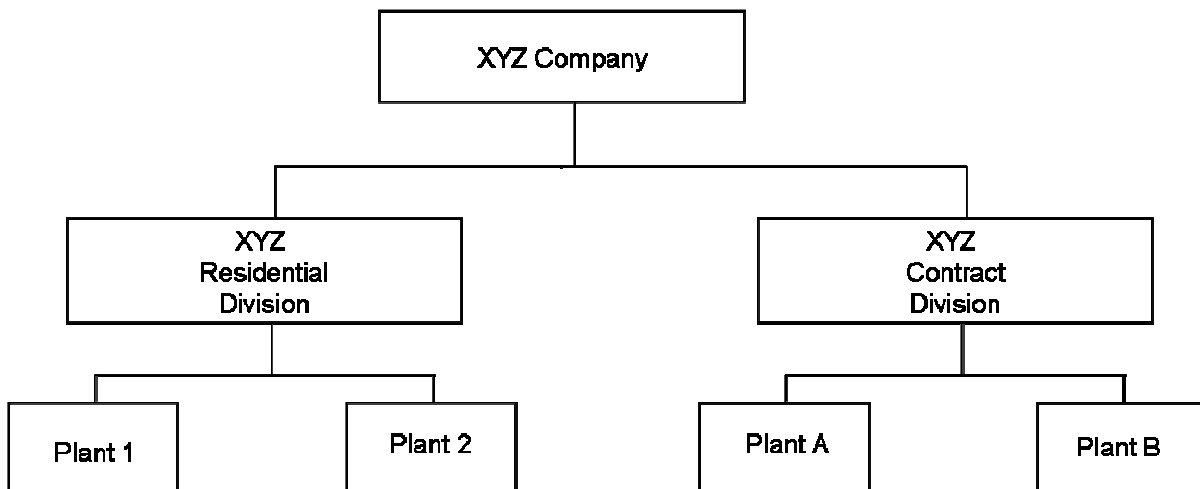 XYZ Company
XYZ
Residential
Division
XYZ
Contract
Division
Plant 1
Plant 2
Plant A
Plant B